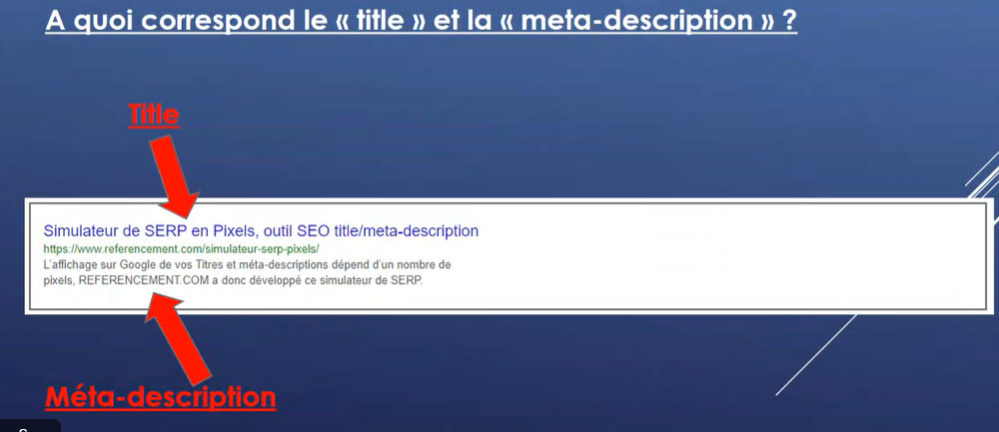 A quoi correspond le « title » et la « meta-description » ?
Title
Simulateur de SERP en Pixels, outil SEO title/meta-description
https://www.referencement.com/simulateur-serp-pixels/
L'affichage sur Google de vos Titres et méta-descriptions dépend d'un nombre de
pixels, REFERENCEMENT.COM a donc développé ce simulateur de SERP.
Méta-description